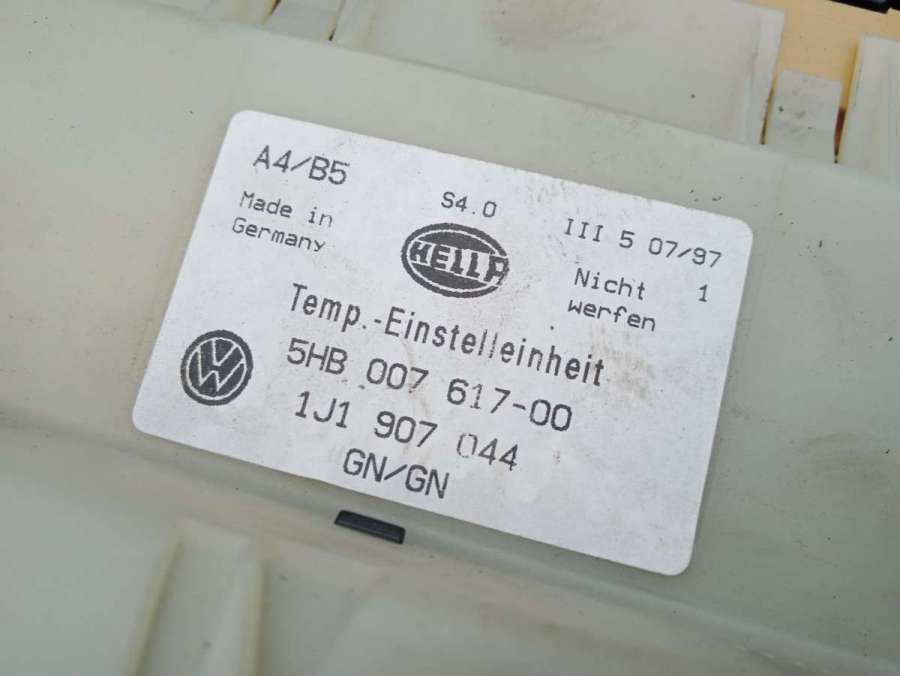 A4/B5
S4.0
III 5 07/97
Made in
Germany
HELLA
Nicht 1
werfen
Temp.-Einstelleinheit
5HB 007 617-00
1J1 907 044
GN/GN
VW